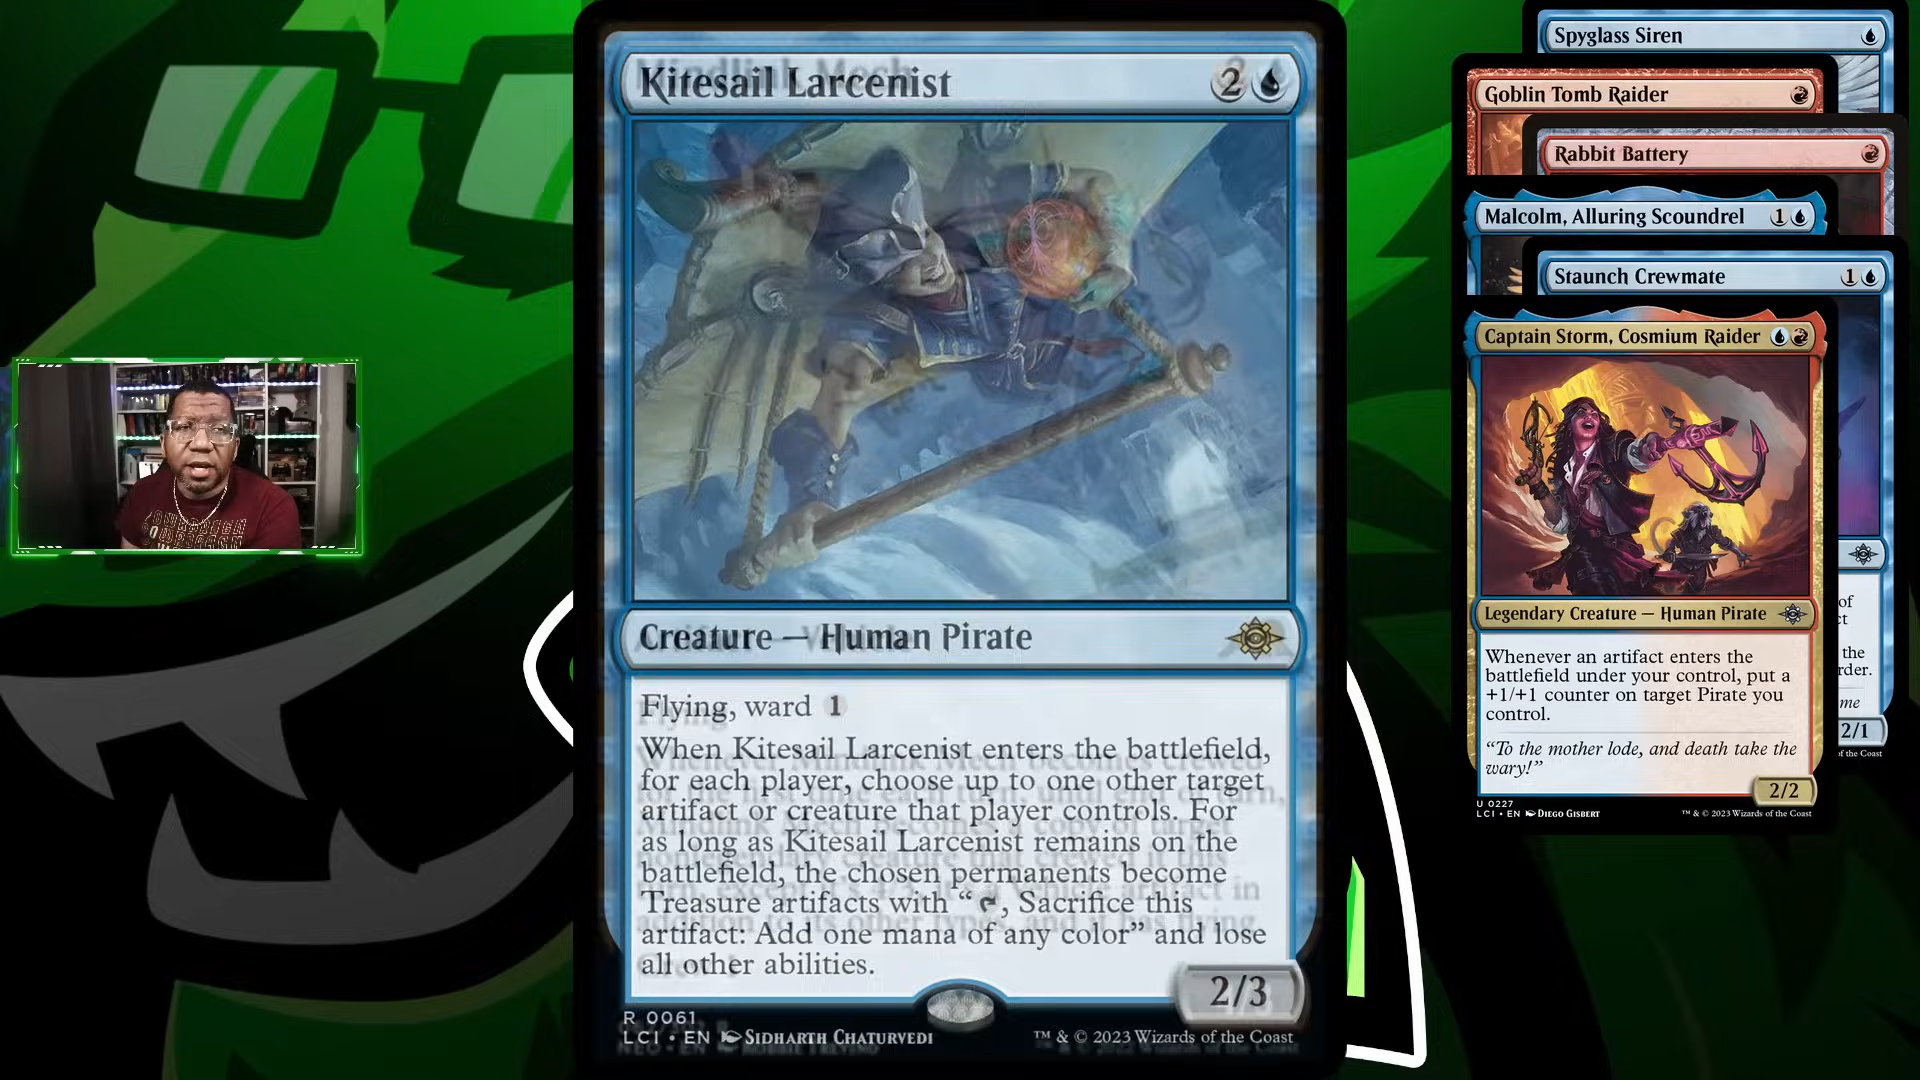 Kitesail Larcenist 2
Creature — Human Pirate
Flying, ward 1
When Kitesail Larcenist enters the battlefield,
for each player, choose up to one other target
artifact or creature that player controls. For
as long as Kitesail Larcenist remains on the
battlefield, the chosen permanents become
Treasure artifacts with “ , Sacrifice this
artifact: Add one mana of any color” and lose
all other abilities.
2/3
R 0061
LCI • EN SIDHARTH CHATURVEDI
™ & © 2023 Wizards of the Coast
Spyglass Siren
Goblin Tomb Raider
Rabbit Battery
Malcolm, Alluring Scoundrel 1
Staunch Crewmate 1
Captain Storm, Cosmium Raider
Legendary Creature — Human Pirate
Whenever an artifact enters the
battlefield under your control, put a
+1/+1 counter on target Pirate you
control.
“To the mother lode, and death take the
wary!”
2/2
U 0227
LCI • EN DIEGO GISBERT
™ & © 2023 Wizards of the Coast
of
the
rder.
me
2/1
of the Coast